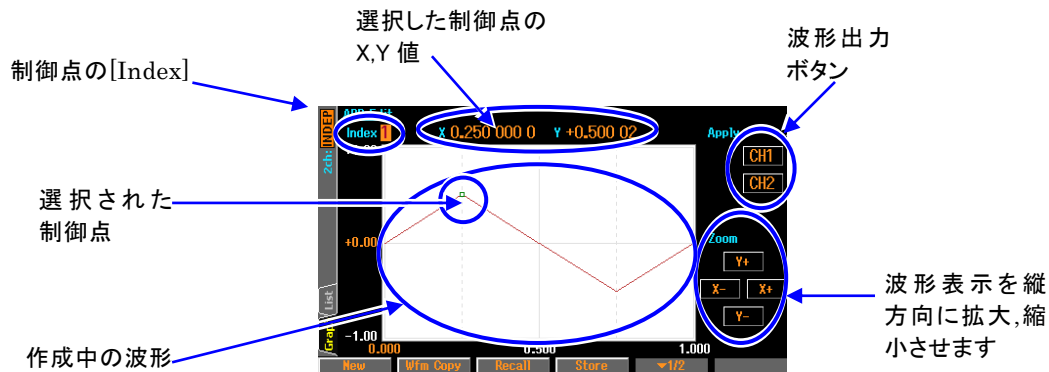 選択した制御点の
X,Y 値
波形出力
ボタン
制御点の[Index]
Index 1
X 0.250 000 0 Y +0.500 02
Apply
CH1
CH2
2ch: INDEP
選択された
制御点
+0.00
Zoom
Y+
X- X+
Y-
波形表示を縦
方向に拡大,縮
小させます
List
Graph
作成中の波形
-1.00
0.000 0.500 1.000
New Wfm Copy Recall Store ▼1/2